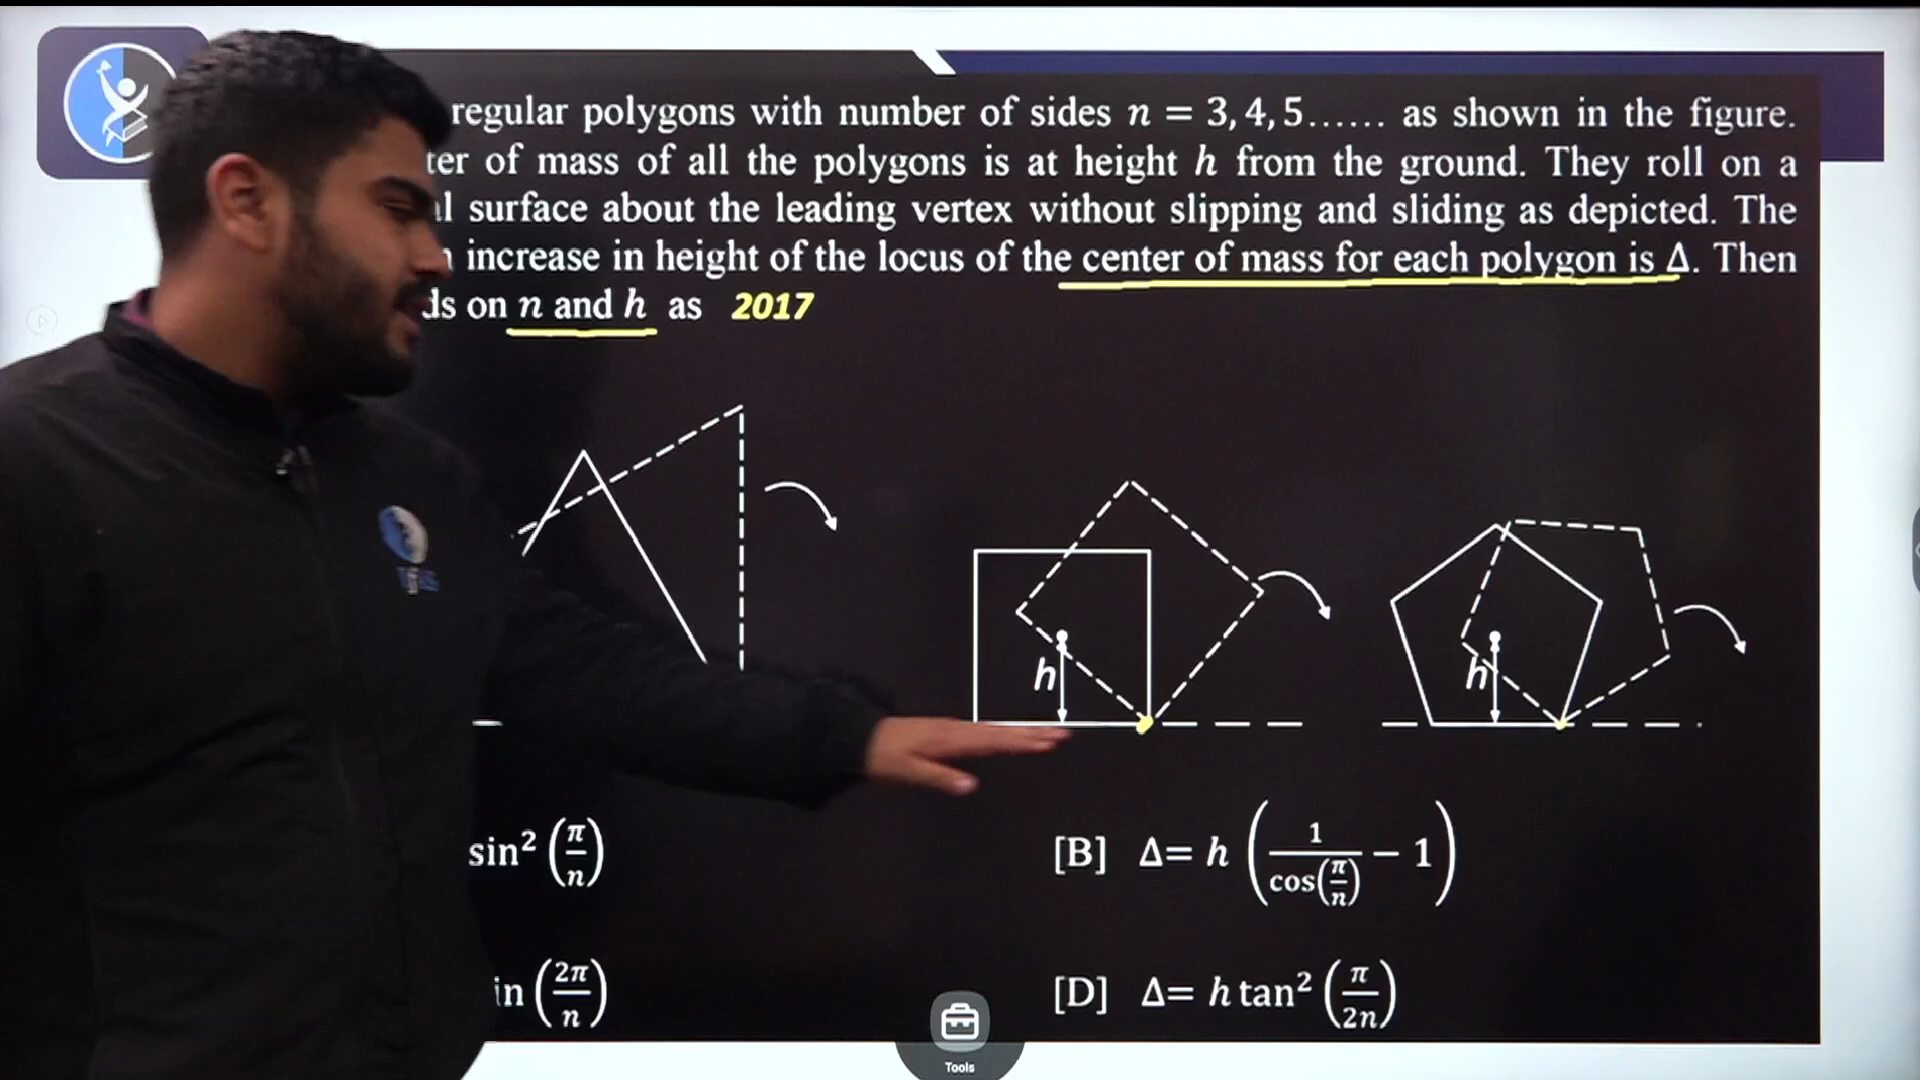 regular polygons with number of sides n = 3, 4, 5...... as shown in the figure.
of mass of all the polygons is at height h from the ground. They roll on a
surface about the leading vertex without slipping and sliding as depicted. The
increase in height of the locus of the center of mass for each polygon is Δ. Then
on n and h as 2017
h
h
sin² (π/n)
[B] Δ= h (1/cos(π/n) − 1)
(2π/n)
[D] Δ= h tan² (π/2n)
Tools